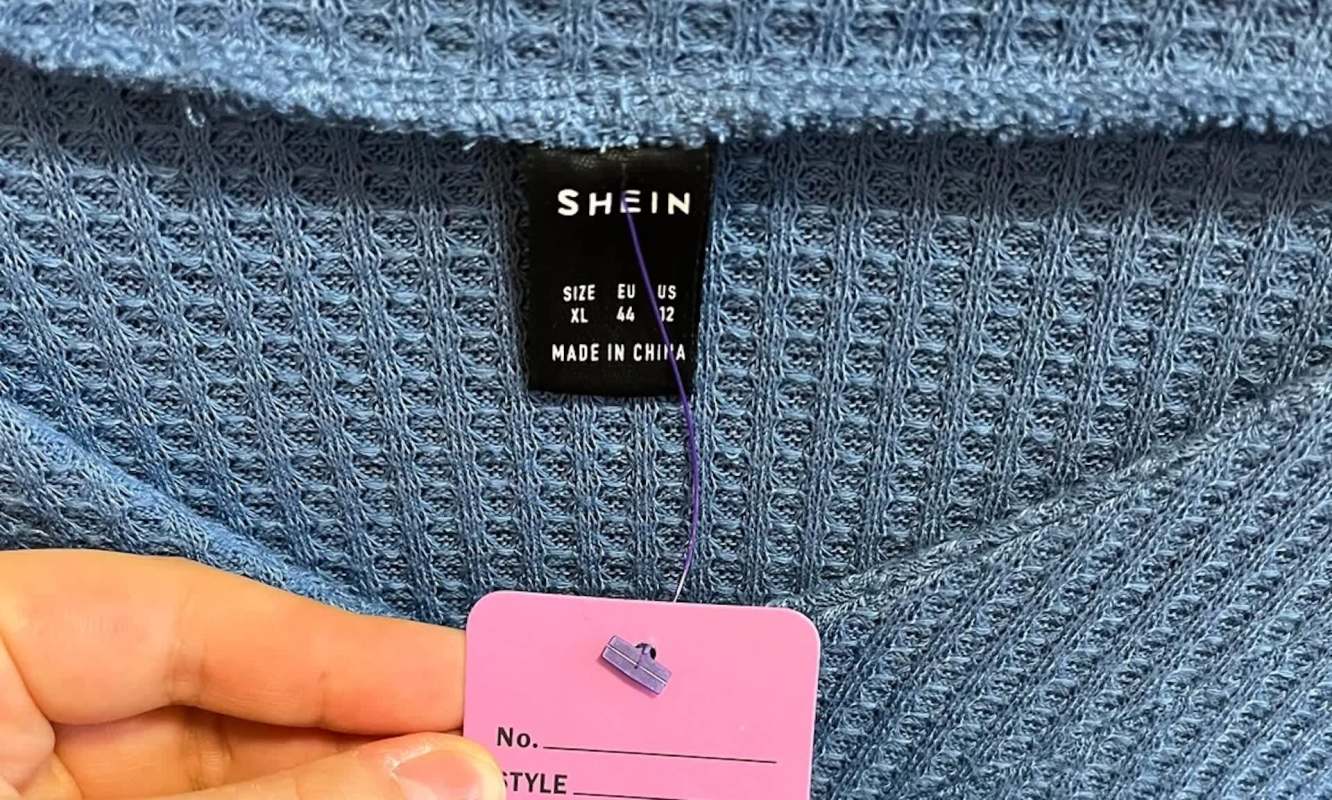 SHEIN
SIZE EU US
XL 44 12
MADE IN CHINA
No.
STYLE